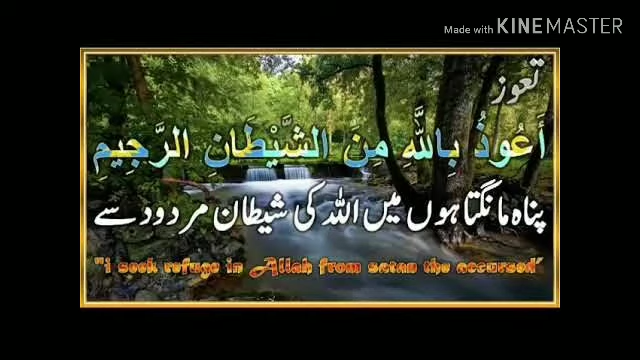 Made with KINEMASTER
تعوز
أَعُوذُ بِاللَّهِ مِنَ الشَّيْطَانِ الرَّجِيمِ
پناہ مانگتا ہوں میں اللہ کی شیطان مردود سے
"i seek refuge in Allah from satan the accursed"